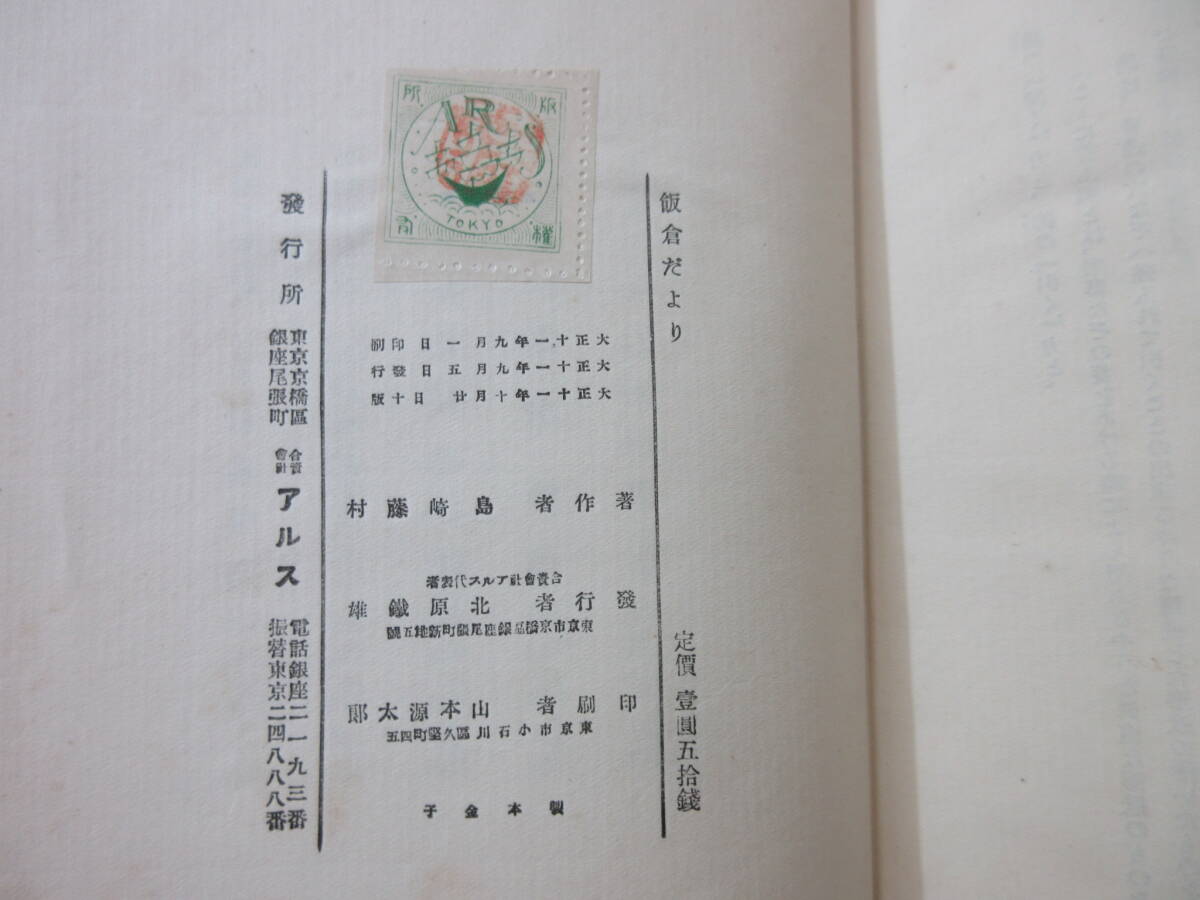 飯倉だより
定價壹圓五拾錢
版權所有
ARS
TOKYO
大正十一年九月一日印刷
大正十一年九月五日發行
大正十一年十月廿日十版
著作者 島崎藤村
合資會社アルス代表者
發行者 北原鐵雄
東京市京橋區銀座尾張町新地五號
印刷者 山本源太郎
東京市小石川區久堅町四五
製本金子
發行所
東京京橋區
銀座尾張町
合資會社
アルス
電話銀座二一九三番
振替東京二四八八八番